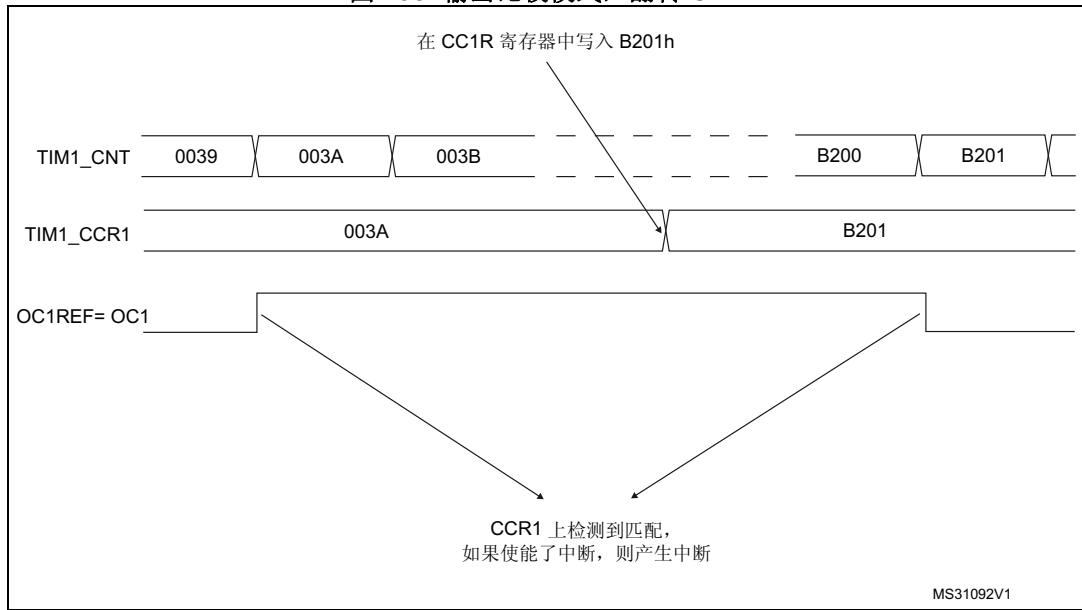 在 CC1R 寄存器中写入 B201h
TIM1_CNT 0039 003A 003B B200 B201
TIM1_CCR1 003A B201
OC1REF= OC1
CCR1 上检测到匹配，
如果使能了中断，则产生中断
MS31092V1